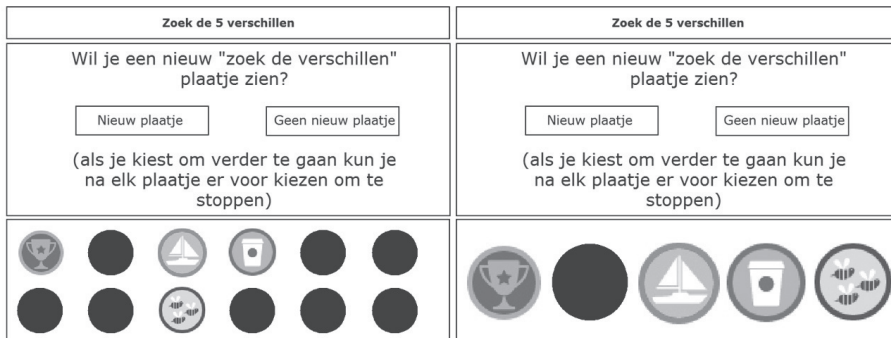 Zoek de 5 verschillen
Wil je een nieuw "zoek de verschillen"
plaatje zien?
Nieuw plaatje
Geen nieuw plaatje
(als je kiest om verder te gaan kun je
na elk plaatje er voor kiezen om te
stoppen)
Zoek de 5 verschillen
Wil je een nieuw "zoek de verschillen"
plaatje zien?
Nieuw plaatje
Geen nieuw plaatje
(als je kiest om verder te gaan kun je
na elk plaatje er voor kiezen om te
stoppen)